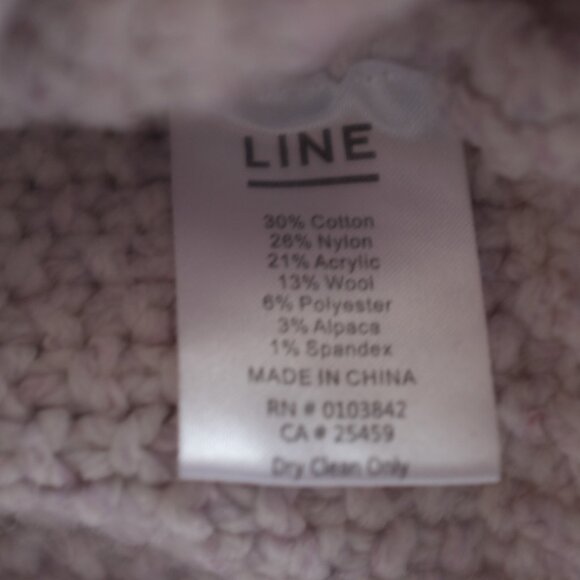 LINE
30% Cotton
26% Nylon
21% Acrylic
13% Wool
6% Polyester
3% Alpaca
1% Spandex
MADE IN CHINA
RN # 0103842
CA # 25459
Dry Clean Only